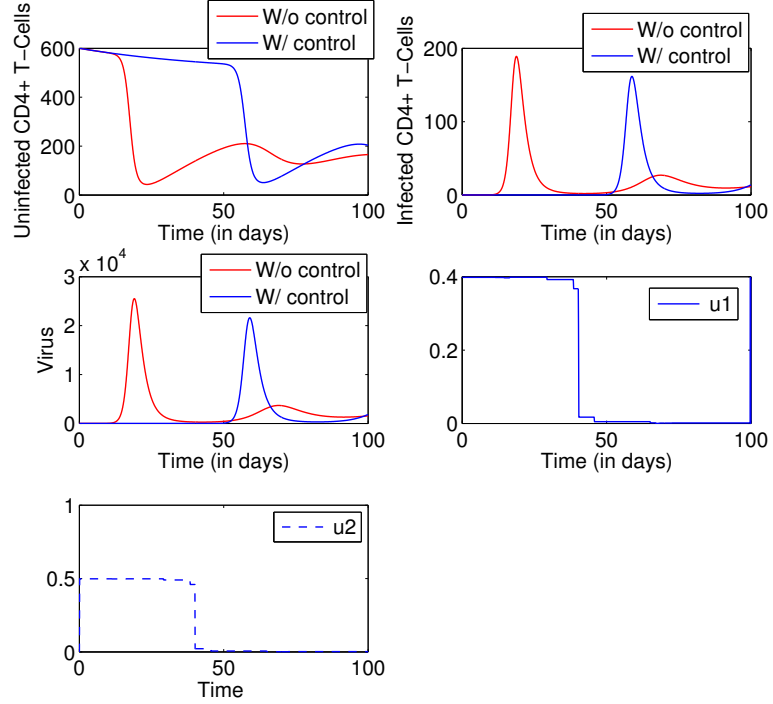 W/o control
W/ control
600
400
200
0
0
50
100
Time (in days)
Uninfected CD4+ T−Cells
W/o control
W/ control
200
100
0
0
50
100
Time (in days)
Infected CD4+ T−Cells
x 10^4
W/o control
W/ control
3
2
1
0
0
50
100
Time (in days)
Virus
u1
0.4
0.2
0
0
50
100
Time (in days)
u2
1
0.5
0
0
50
100
Time